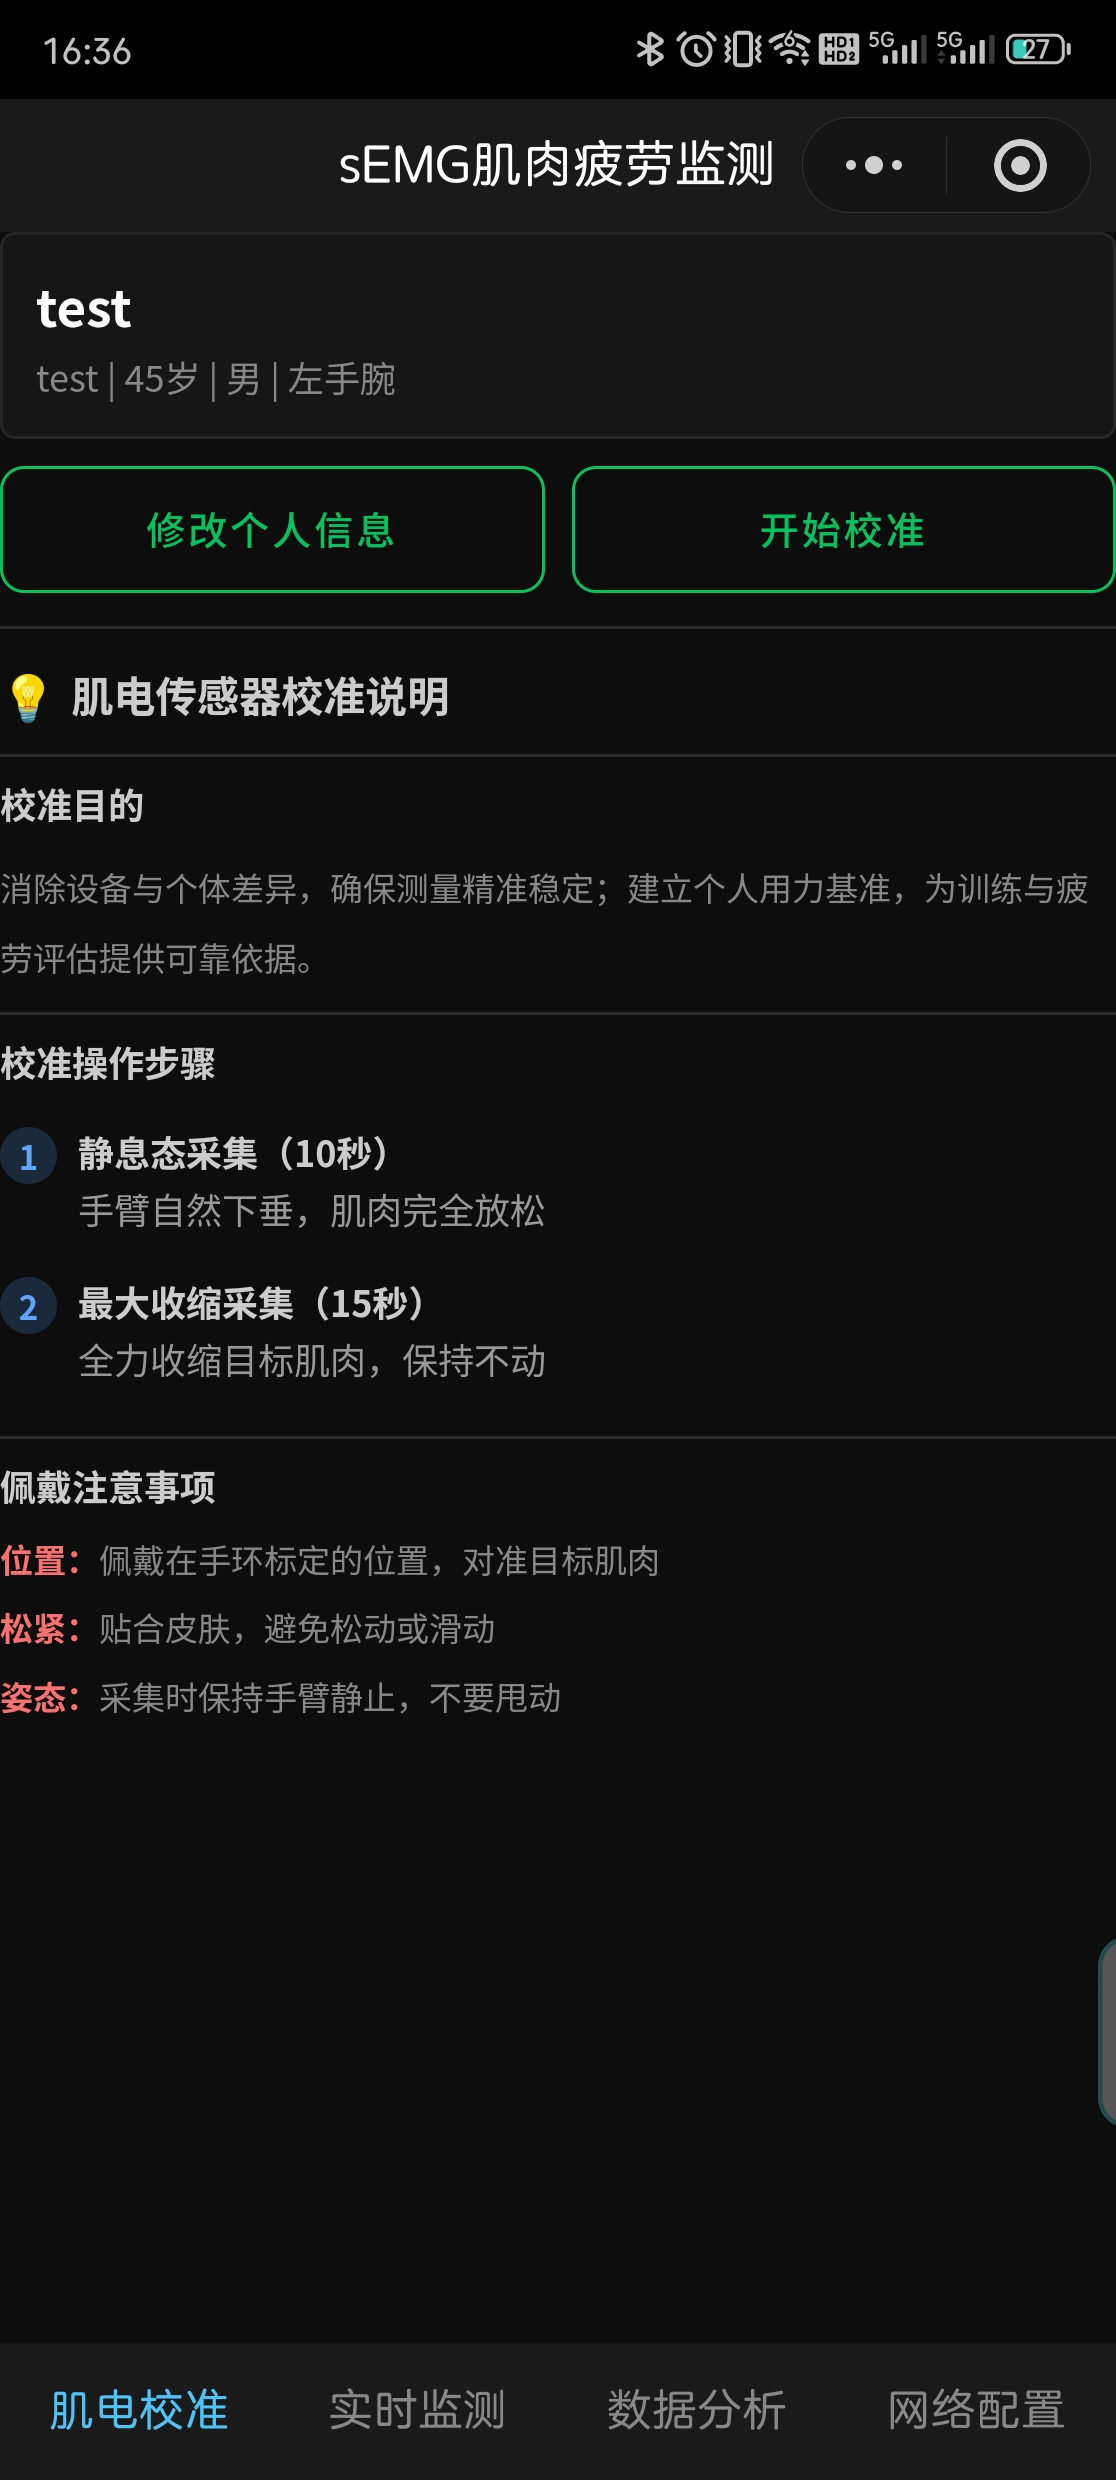 16:36
HD1
HD2
5G
5G
27
sEMG肌肉疲劳监测
test
test | 45岁 | 男 | 左手腕
修改个人信息
开始校准
肌电传感器校准说明
校准目的
消除设备与个体差异，确保测量精准稳定；建立个人用力基准，为训练与疲
劳评估提供可靠依据。
校准操作步骤
1
静息态采集（10秒）
手臂自然下垂，肌肉完全放松
2
最大收缩采集（15秒）
全力收缩目标肌肉，保持不动
佩戴注意事项
位置：佩戴在手环标定的位置，对准目标肌肉
松紧：贴合皮肤，避免松动或滑动
姿态：采集时保持手臂静止，不要甩动
肌电校准
实时监测
数据分析
网络配置